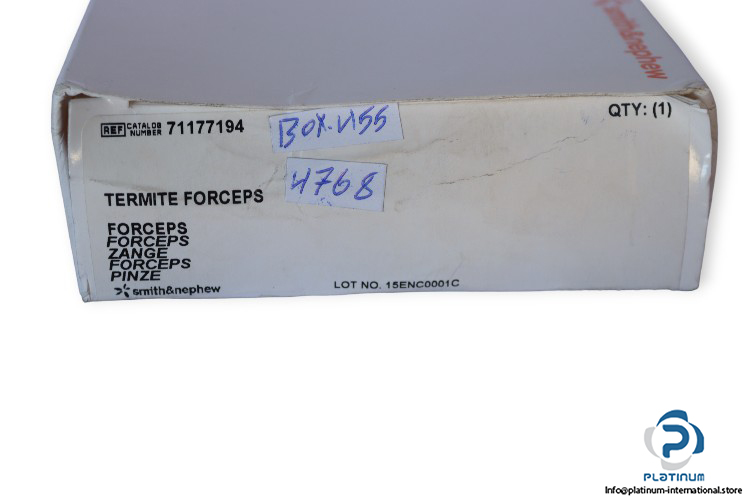 smith&nephew
REF CATALOG NUMBER 71177194
BOX-V155
QTY: (1)
4768
TERMITE FORCEPS
FORCEPS
FORCEPS
ZANGE
FORCEPS
PINZE
smith&nephew
LOT NO. 15ENC0001C
PLATINUM
Info@platinum-international.store